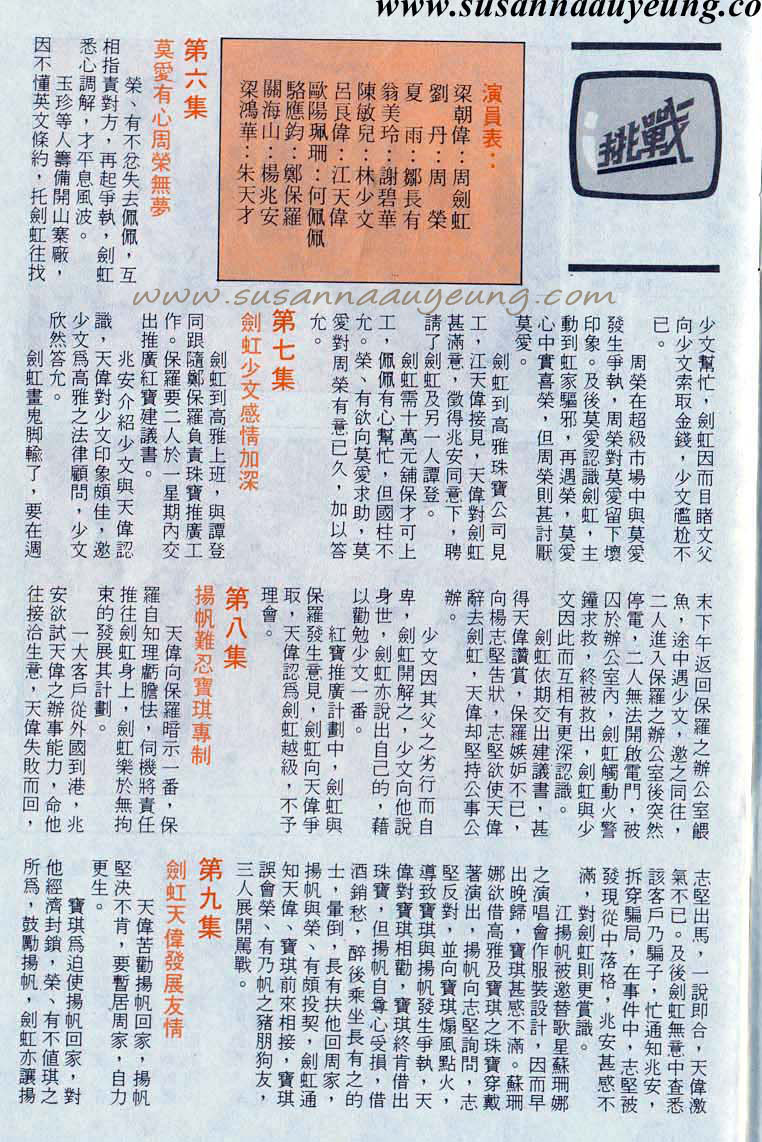 www.susannaauyeung.co
挑戰
演員表：
梁朝偉：周劍虹
劉　丹：周　榮
夏　雨：鄒長有
翁美玲：謝碧華
陳敏兒：林少文
呂良偉：江天偉
歐陽珮珊：何佩佩
駱應鈞：鄭保羅
關海山：楊兆安
梁鴻華：朱天才
第六集
莫愛有心周榮無夢
榮、有不忿失去佩佩，互
相指責對方，再起爭執，劍虹
悉心調解，才平息風波。
玉珍等人籌備開山寨廠，
因不懂英文條約，托劍虹往找
www.susannaauyeung.com
少文幫忙，劍虹因而目睹文父
向少文索取金錢，少文尷尬不
已。
周榮在超級市場中與莫愛
發生爭執，周榮對莫愛留下壞
印象。及後莫愛認識劍虹，主
動到虹家驅邪，再遇榮，莫愛
心中實喜榮，但周榮則甚討厭
莫愛。
劍虹到高雅珠寶公司見
工，江天偉接見，天偉對劍虹
甚滿意，徵得兆安同意下，聘
請了劍虹及另一人譚登。
劍虹需十萬元舖保才可上
工，佩佩有心幫忙，但國柱不
允。榮、有欲向莫愛求助，莫
愛對周榮有意已久，加以答
允。
第七集
劍虹少文感情加深
劍虹到高雅上班，與譚登
同跟隨鄭保羅負責珠寶推廣工
作。保羅要二人於一星期內交
出推廣紅寶建議書。
兆安介紹少文與天偉認
識，天偉對少文印象頗佳，邀
少文爲高雅之法律顧問，少文
欣然答允。
劍虹畫鬼脚輸了，要在週
末下午返回保羅之辦公室餵
魚，途中遇少文，邀之同往，
二人進入保羅之辦公室後突然
停電，二人無法開啟電門，被
囚於辦公室內，劍虹觸動火警
鐘求救，終被救出，劍虹與少
文因此而互相有更深認識。
劍虹依期交出建議書，甚
得天偉讚賞，保羅嫉妒不已，
向楊志堅告狀，志堅欲使天偉
辭去劍虹，天偉却堅持公事公
辦。
少文因其父之劣行而自
卑，劍虹開解之，少文向他說
身世，劍虹亦說出自己的，藉
以勸勉少文一番。
紅寶推廣計劃中，劍虹與
保羅發生意見，劍虹向天偉爭
取，天偉認爲劍虹越級，不予
理會。
第八集
揚帆難忍寶琪專制
天偉向保羅暗示一番，保
羅自知理虧膽怯，伺機將責任
推往劍虹身上，劍虹樂於無拘
束的發展其計劃。
一大客戶從外國到港，兆
安欲試天偉之辦事能力，命他
往接洽生意，天偉失敗而回，
志堅出馬，一說即合，天偉激
氣不已。及後劍虹無意中查悉
該客戶乃騙子，忙通知兆安，
拆穿騙局，在事件中，志堅被
發現從中落格，兆安甚感不
滿，對劍虹則更賞識。
江揚帆被邀替歌星蘇珊娜
之演唱會作服裝設計，因而早
出晚歸，寶琪甚感不滿。蘇珊
娜欲借高雅及寶琪之珠寶穿戴
著演出，揚帆向志堅詢問，志
堅反對，並向寶琪煽風點火，
導致寶琪與揚帆發生爭執，天
偉對寶琪相勸，寶琪終肯借出
珠寶，但揚帆自尊心受損，借
酒銷愁，醉後乘坐長有之的
士，暈倒，長有扶他回周家，
揚帆與榮、有頗投契，劍虹通
知天偉、寶琪前來相接，寶琪
誤會榮、有乃帆之豬朋狗友，
三人展開罵戰。
第九集
劍虹天偉發展友情
天偉苦勸揚帆回家，揚帆
堅決不肯，要暫居周家，自力
更生。
寶琪爲迫使揚帆回家，對
他經濟封鎖，榮、有不値琪之
所爲，鼓勵揚帆，劍虹亦讓揚